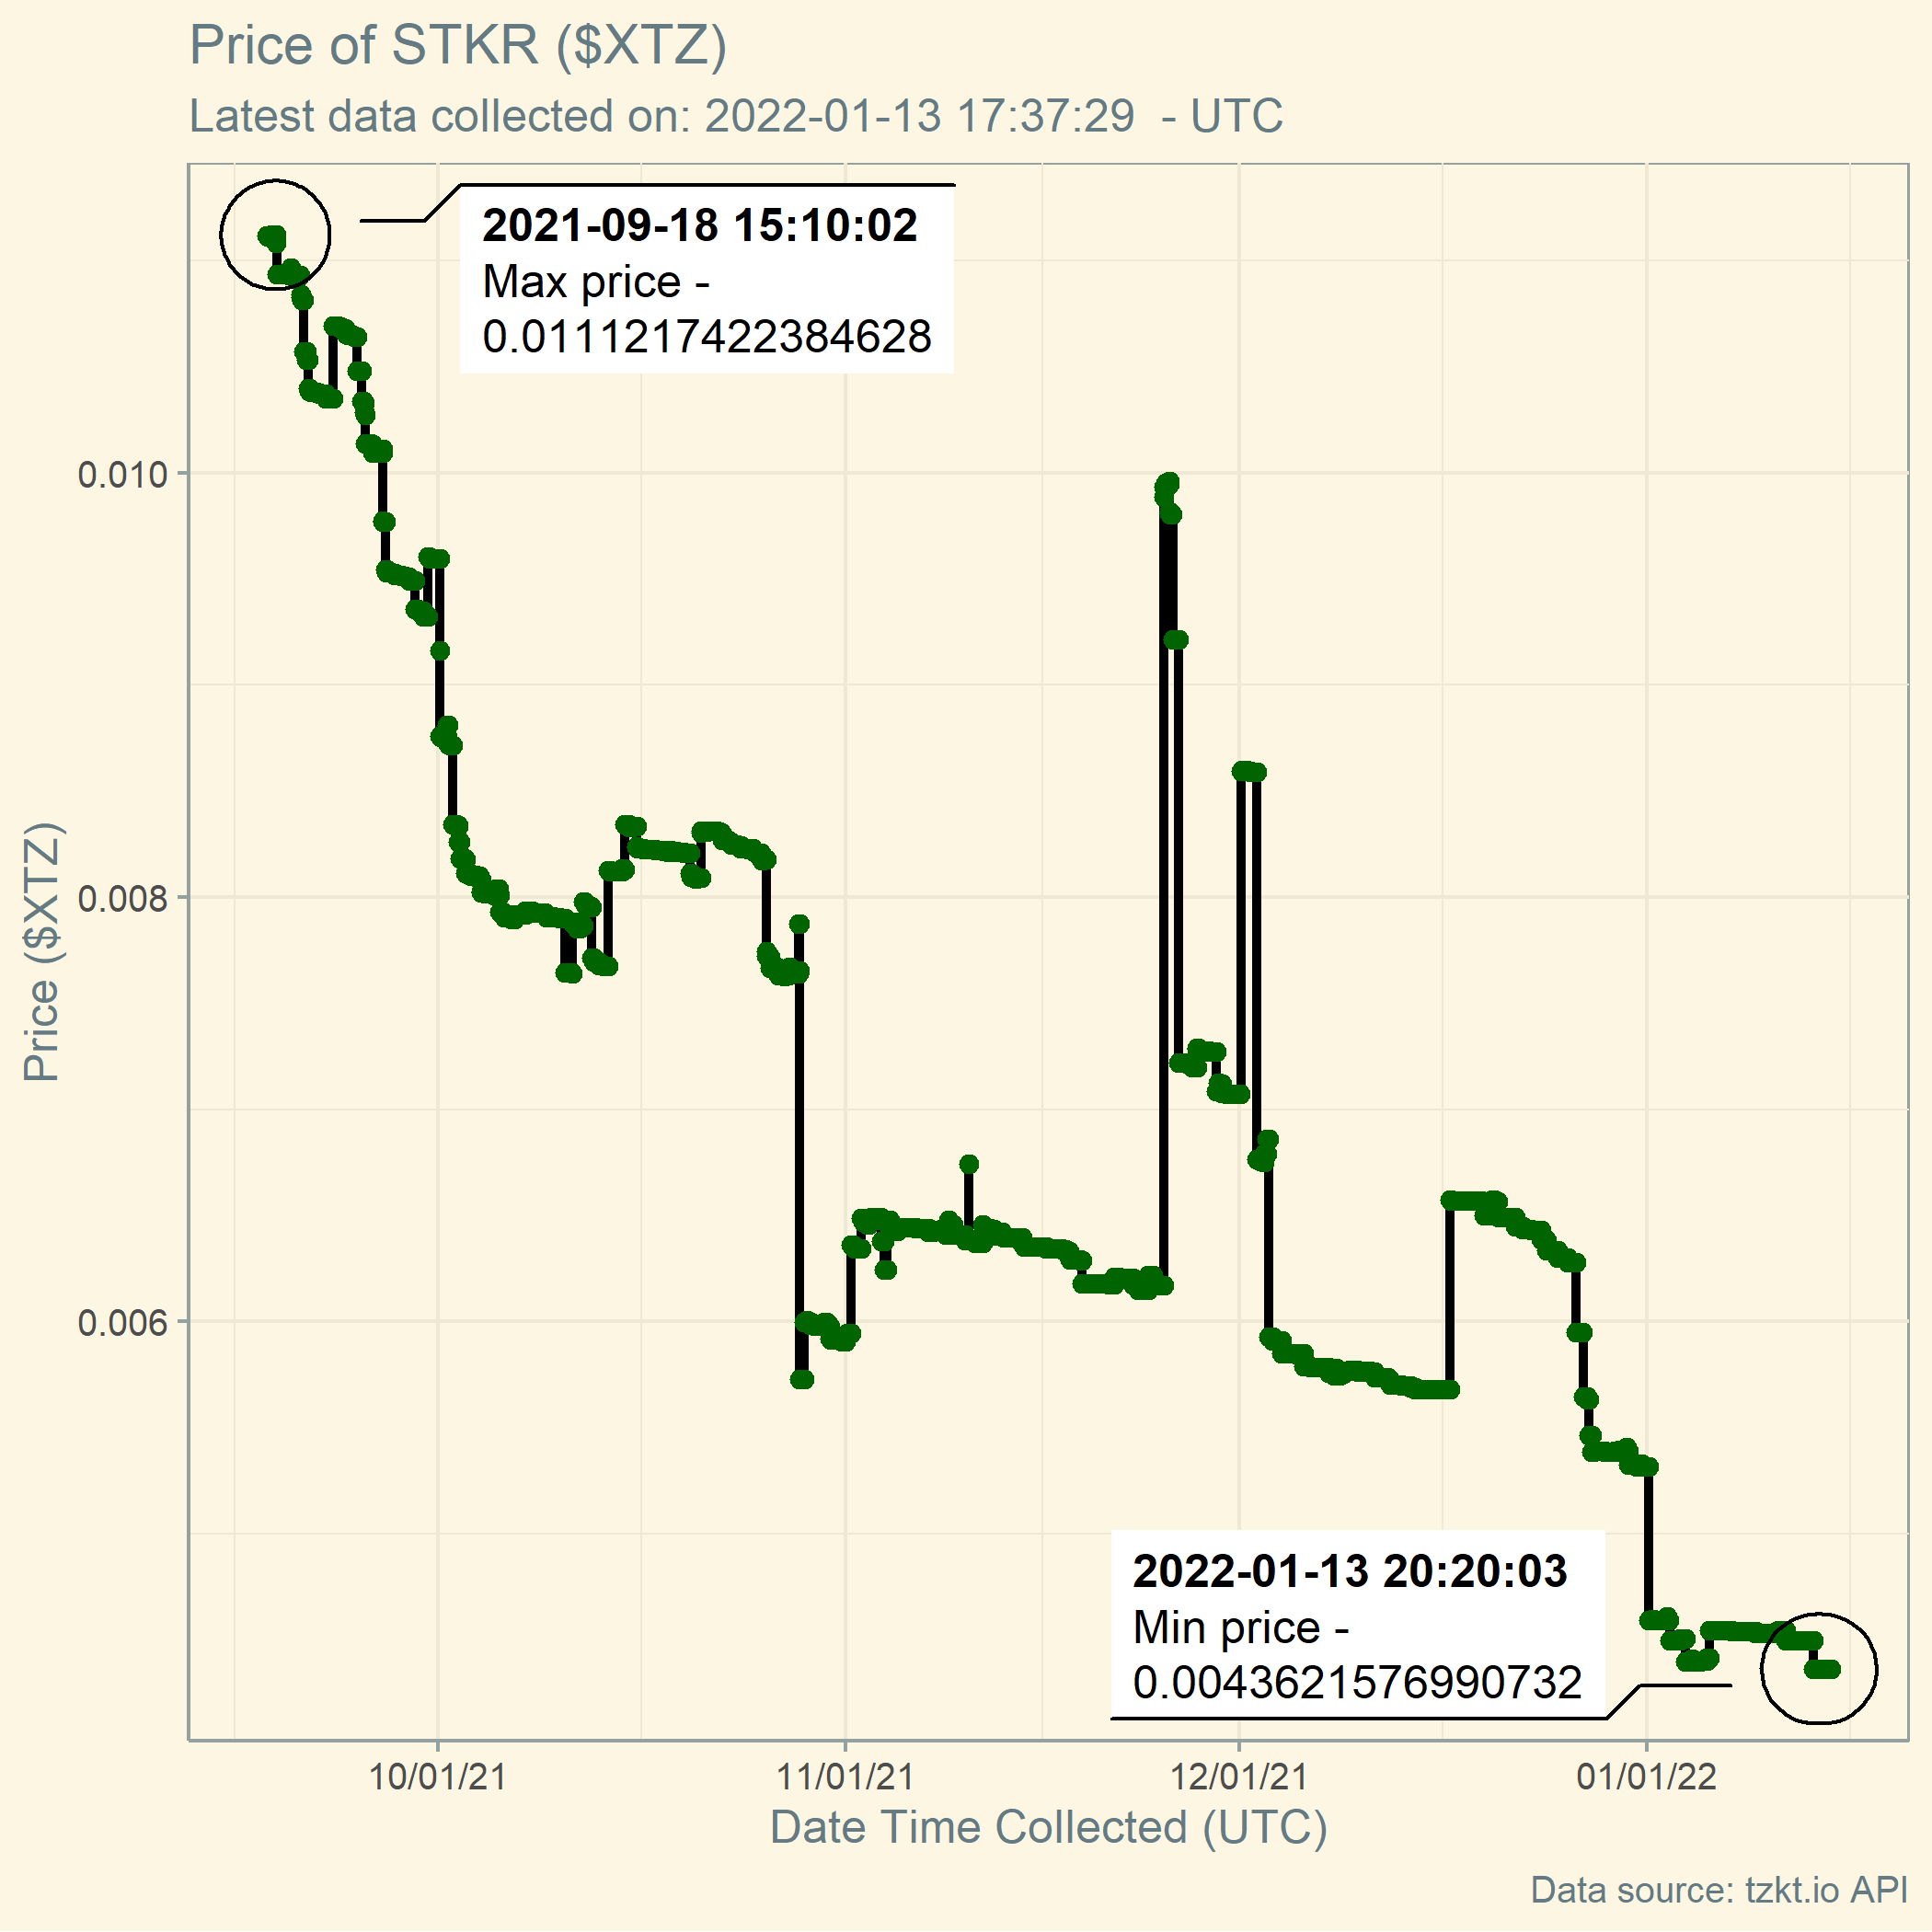 Price of STKR ($XTZ)
Latest data collected on: 2022-01-13 17:37:29  - UTC
2021-09-18 15:10:02
Max price -
0.0111217422384628
0.010
0.008
0.006
Price ($XTZ)
2022-01-13 20:20:03
Min price -
0.0043621576990732
10/01/21
11/01/21
12/01/21
01/01/22
Date Time Collected (UTC)
Data source: tzkt.io API